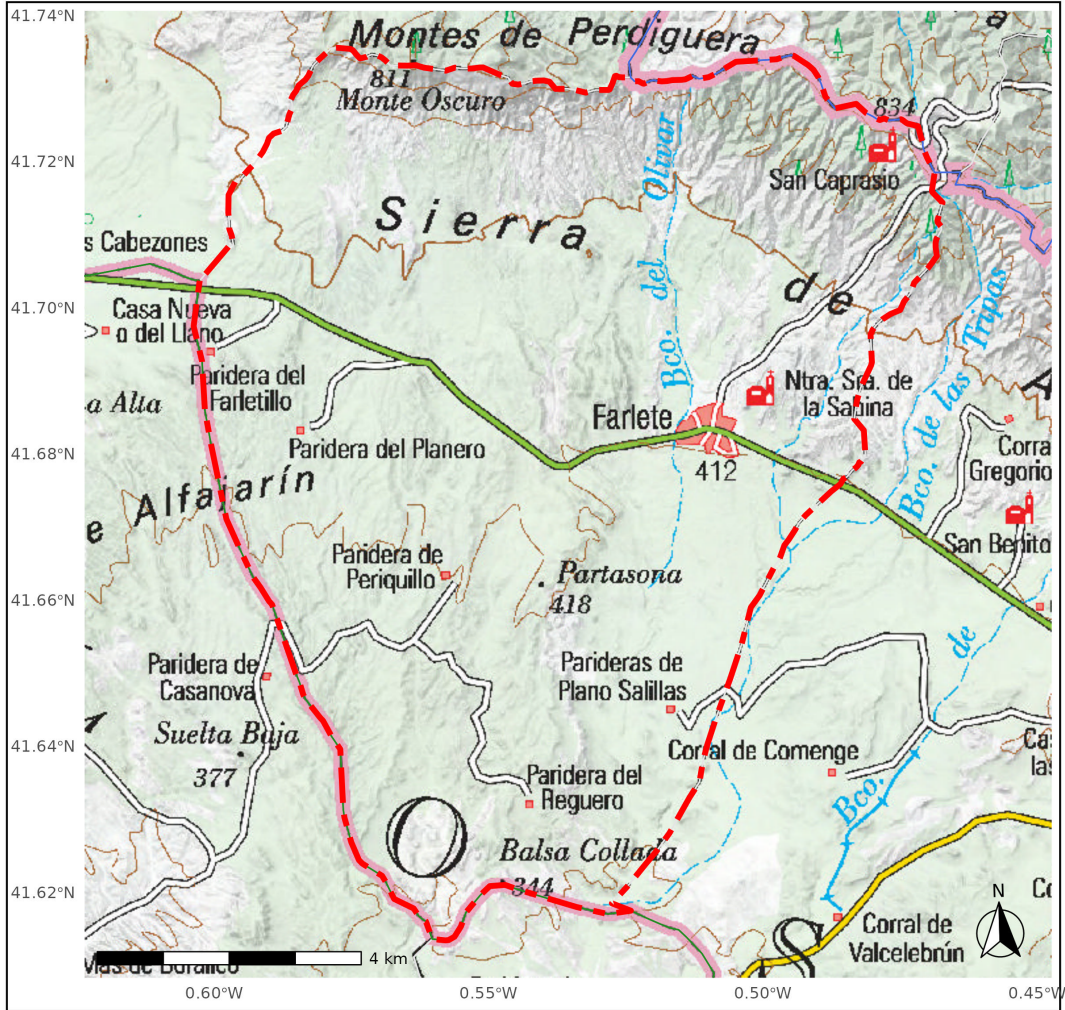 41.74°N
Montes de Perdiguera
811
Monte Oscuro
834
41.72°N
San Caprasio
Sierra
Bco. del Olivar
s Cabezones
de
41.70°N
Casa Nueva
o del Llano
Bco. de las Tripas
Paridera del
Farletillo
Ntra. Sra. de
la Sabina
a Alta
A
Farlete
Paridera del Planero
41.68°N
412
Corra
Gregorio
e Alfajarín
San Benito
Paridera de
Periquillo
Partasona
418
41.66°N
de
Parideras de
Plano Salillas
Paridera de
Casanova
Suelta Baja
377
41.64°N
Corral de Comenge
Cas
las
Paridera del
Reguero
Bco.
O
Balsa Collada
344
41.62°N
Co
N
Corral de
Valcelebrún
S
4 km
0.60°W
0.55°W
0.50°W
0.45°W